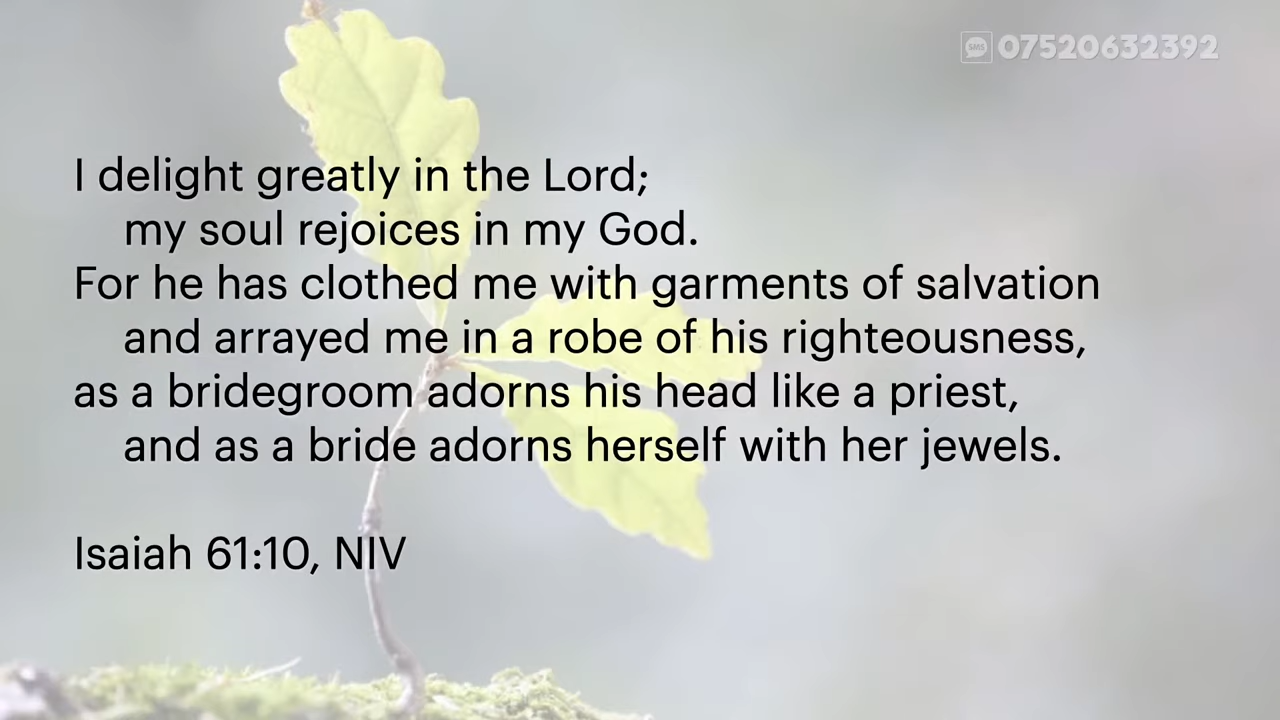 SMS 07520632392
I delight greatly in the Lord;
my soul rejoices in my God.
For he has clothed me with garments of salvation
and arrayed me in a robe of his righteousness,
as a bridegroom adorns his head like a priest,
and as a bride adorns herself with her jewels.
Isaiah 61:10, NIV